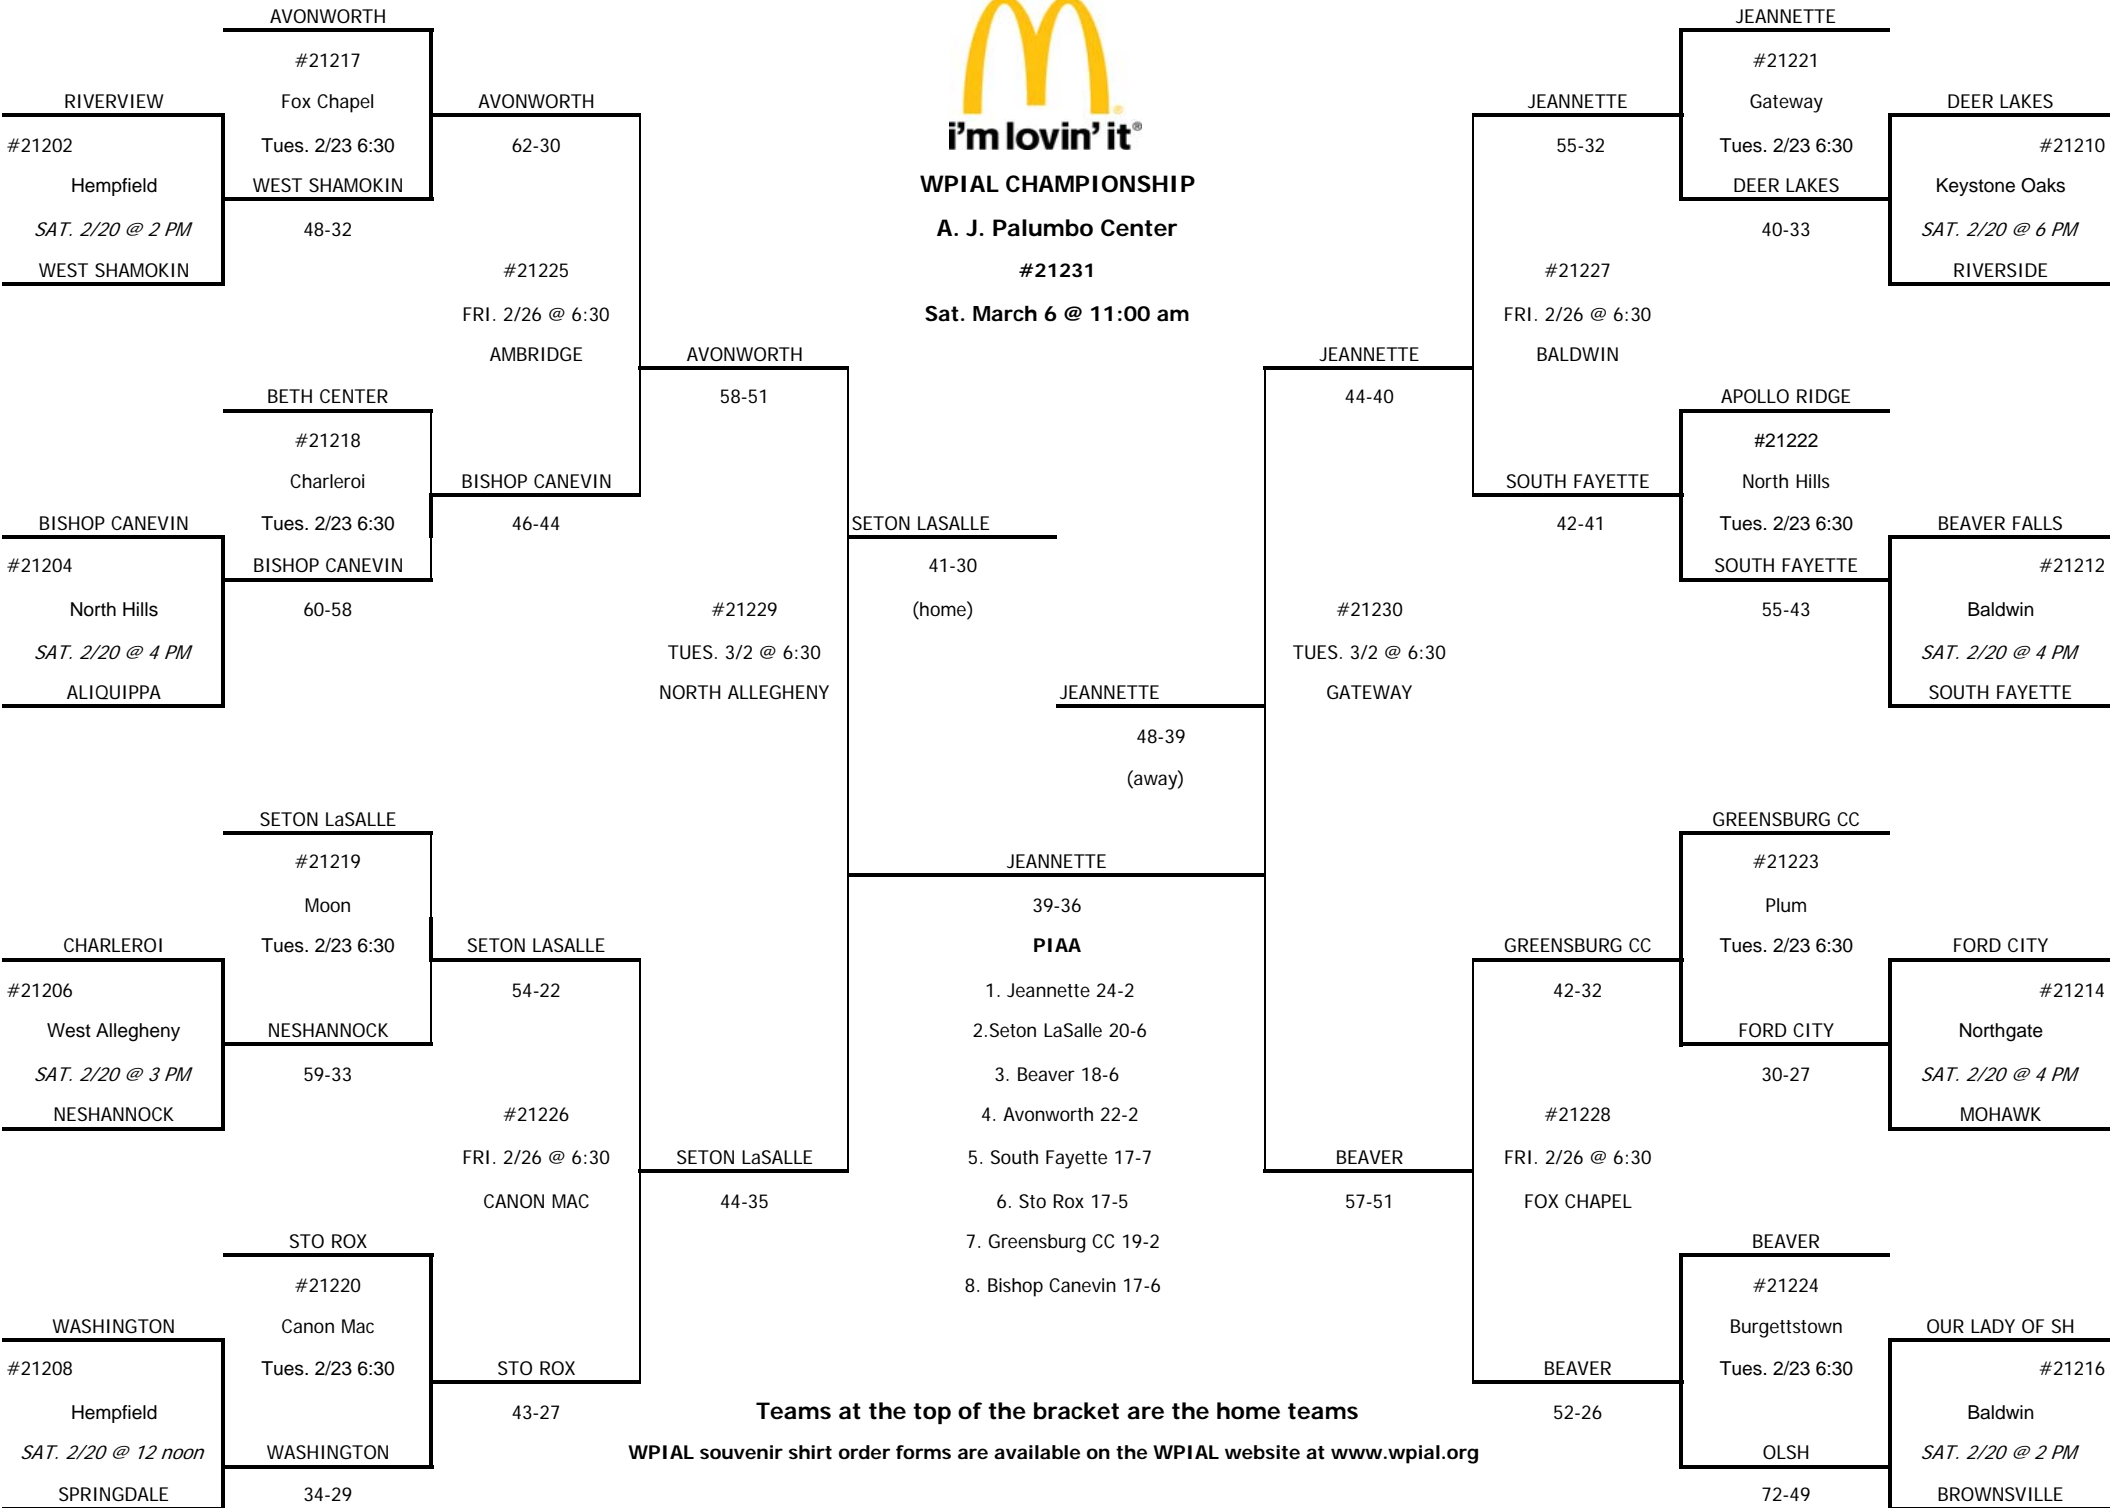 AVONWORTH
JEANNETTE
#21217
#21221
RIVERVIEW
Fox Chapel
AVONWORTH
JEANNETTE
Gateway
DEER LAKES
#21202
Tues. 2/23 6:30
62-30
i'm lovin' it®
55-32
Tues. 2/23 6:30
#21210
Hempfield
WEST SHAMOKIN
WPIAL CHAMPIONSHIP
DEER LAKES
Keystone Oaks
SAT. 2/20 @ 2 PM
48-32
A. J. Palumbo Center
40-33
SAT. 2/20 @ 6 PM
WEST SHAMOKIN
#21225
#21231
#21227
RIVERSIDE
FRI. 2/26 @ 6:30
Sat. March 6 @ 11:00 am
FRI. 2/26 @ 6:30
AMBRIDGE
AVONWORTH
JEANNETTE
BALDWIN
BETH CENTER
58-51
44-40
APOLLO RIDGE
#21218
#21222
Charleroi
BISHOP CANEVIN
SOUTH FAYETTE
North Hills
BISHOP CANEVIN
Tues. 2/23 6:30
46-44
SETON LASALLE
42-41
Tues. 2/23 6:30
BEAVER FALLS
#21204
BISHOP CANEVIN
41-30
SOUTH FAYETTE
#21212
North Hills
60-58
#21229
(home)
#21230
55-43
Baldwin
SAT. 2/20 @ 4 PM
TUES. 3/2 @ 6:30
TUES. 3/2 @ 6:30
SAT. 2/20 @ 4 PM
ALIQUIPPA
NORTH ALLEGHENY
JEANNETTE
GATEWAY
SOUTH FAYETTE
48-39
(away)
SETON LaSALLE
GREENSBURG CC
#21219
JEANNETTE
#21223
Moon
39-36
Plum
CHARLEROI
Tues. 2/23 6:30
SETON LASALLE
PIAA
GREENSBURG CC
Tues. 2/23 6:30
FORD CITY
#21206
54-22
1. Jeannette 24-2
42-32
#21214
West Allegheny
NESHANNOCK
2.Seton LaSalle 20-6
FORD CITY
Northgate
SAT. 2/20 @ 3 PM
59-33
3. Beaver 18-6
30-27
SAT. 2/20 @ 4 PM
NESHANNOCK
#21226
4. Avonworth 22-2
#21228
MOHAWK
FRI. 2/26 @ 6:30
SETON LaSALLE
5. South Fayette 17-7
BEAVER
FRI. 2/26 @ 6:30
CANON MAC
44-35
6. Sto Rox 17-5
57-51
FOX CHAPEL
STO ROX
7. Greensburg CC 19-2
BEAVER
#21220
8. Bishop Canevin 17-6
#21224
WASHINGTON
Canon Mac
Burgettstown
OUR LADY OF SH
#21208
Tues. 2/23 6:30
STO ROX
BEAVER
Tues. 2/23 6:30
#21216
Hempfield
43-27
Teams at the top of the bracket are the home teams
52-26
Baldwin
SAT. 2/20 @ 12 noon
WASHINGTON
WPIAL souvenir shirt order forms are available on the WPIAL website at www.wpial.org
OLSH
SAT. 2/20 @ 2 PM
SPRINGDALE
34-29
72-49
BROWNSVILLE